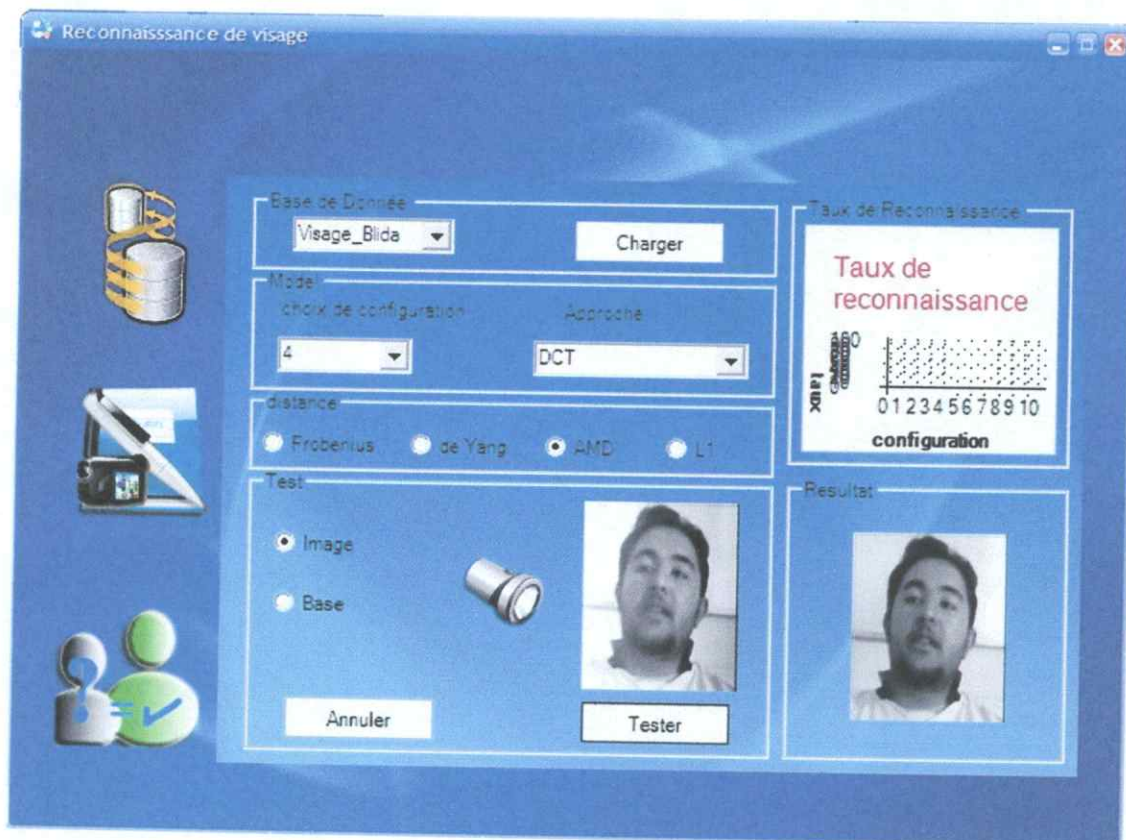 Reconnaisssance de visage
Base de Donnée
Visage_Blida
Charger
Mode
choix de configuration
Approche
4
DCT
distance
Frobenius
de Yang
AMD
L1
Test
Image
Base
Annuler
Tester
Taux de Reconnaissance
Taux de
reconnaissance
taux
0 1 2 3 4 5 6 7 8 9 10
configuration
Resultat